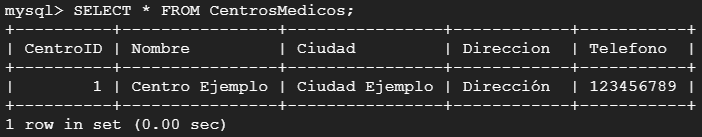 mysql> SELECT * FROM CentrosMedicos;
+----------+----------------+----------------+------------+-----------+
| CentroID | Nombre         | Ciudad         | Direccion  | Telefono  |
+----------+----------------+----------------+------------+-----------+
|        1 | Centro Ejemplo | Ciudad Ejemplo | Dirección  | 123456789 |
+----------+----------------+----------------+------------+-----------+
1 row in set (0.00 sec)